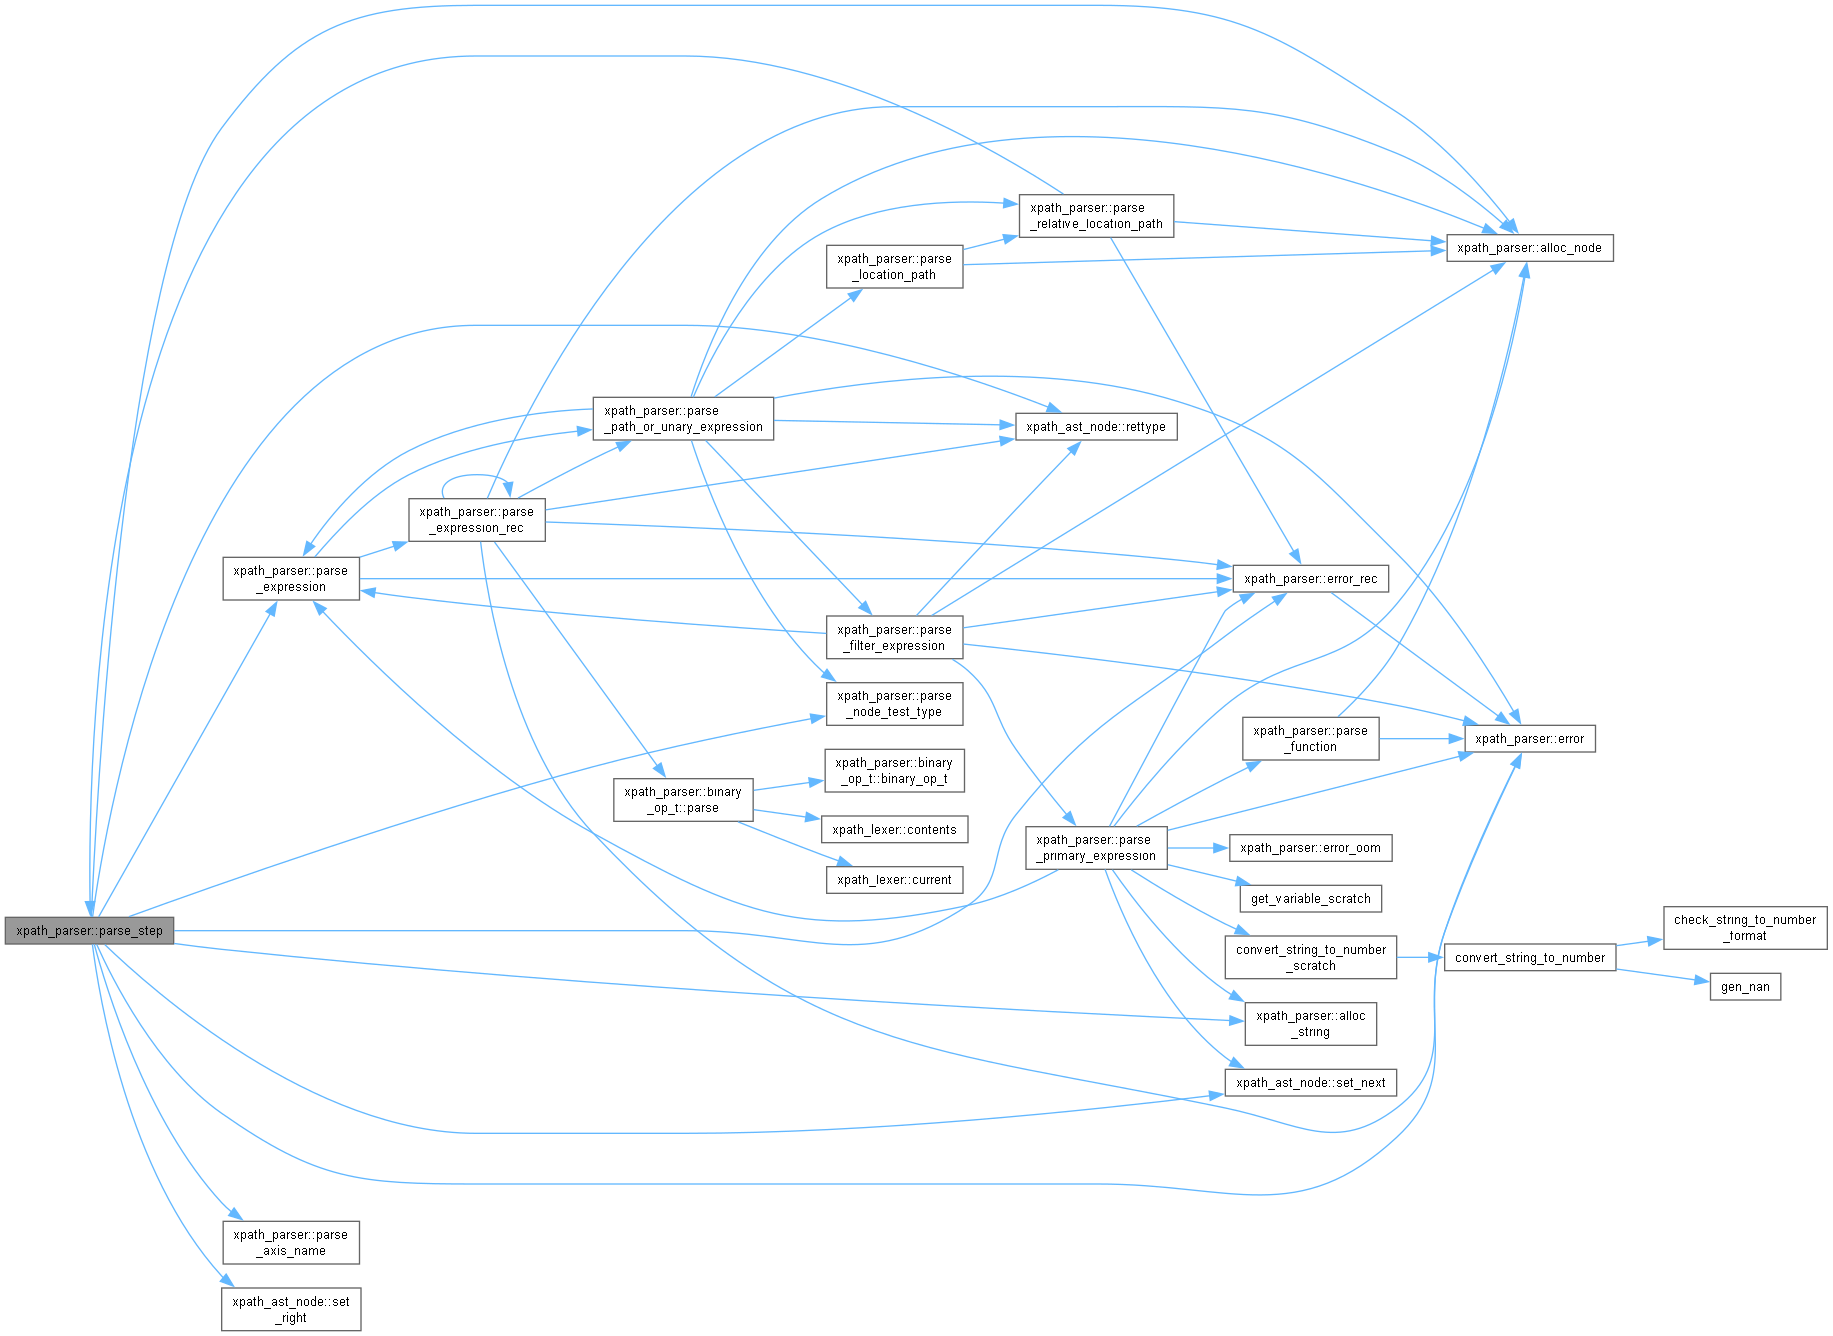 xpath_parser::parse
_relative_location_path
xpath_parser::alloc_node
xpath_parser::parse
_location_path
xpath_parser::parse
_path_or_unary_expression
xpath_ast_node::rettype
xpath_parser::parse
_expression_rec
xpath_parser::parse
_expression
xpath_parser::error_rec
xpath_parser::parse
_filter_expression
xpath_parser::parse
_node_test_type
xpath_parser::parse
_function
xpath_parser::error
xpath_parser::binary
_op_t::binary_op_t
xpath_parser::binary
_op_t::parse
xpath_lexer::contents
xpath_parser::parse
_primary_expression
xpath_parser::error_oom
xpath_lexer::current
get_variable_scratch
xpath_parser::parse_step
check_string_to_number
_format
convert_string_to_number
_scratch
convert_string_to_number
gen_nan
xpath_parser::alloc
_string
xpath_ast_node::set_next
xpath_parser::parse
_axis_name
xpath_ast_node::set
_right